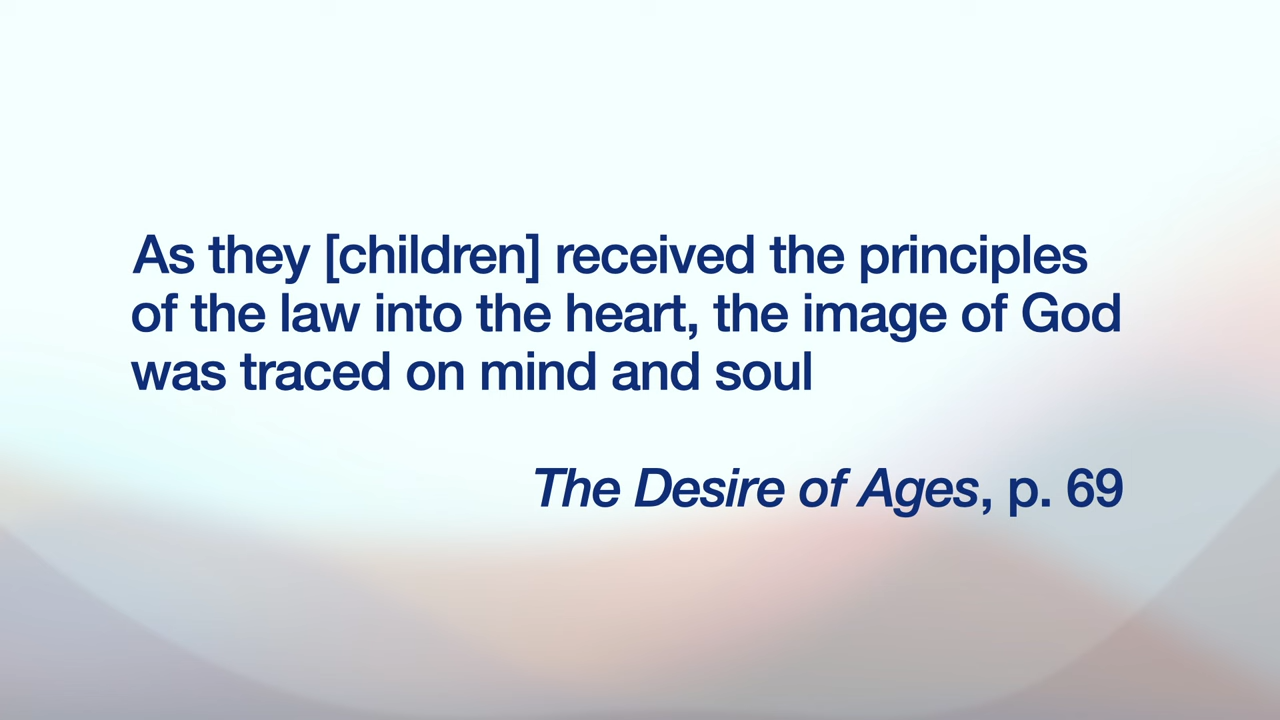 As they [children] received the principles
of the law into the heart, the image of God
was traced on mind and soul
The Desire of Ages, p. 69